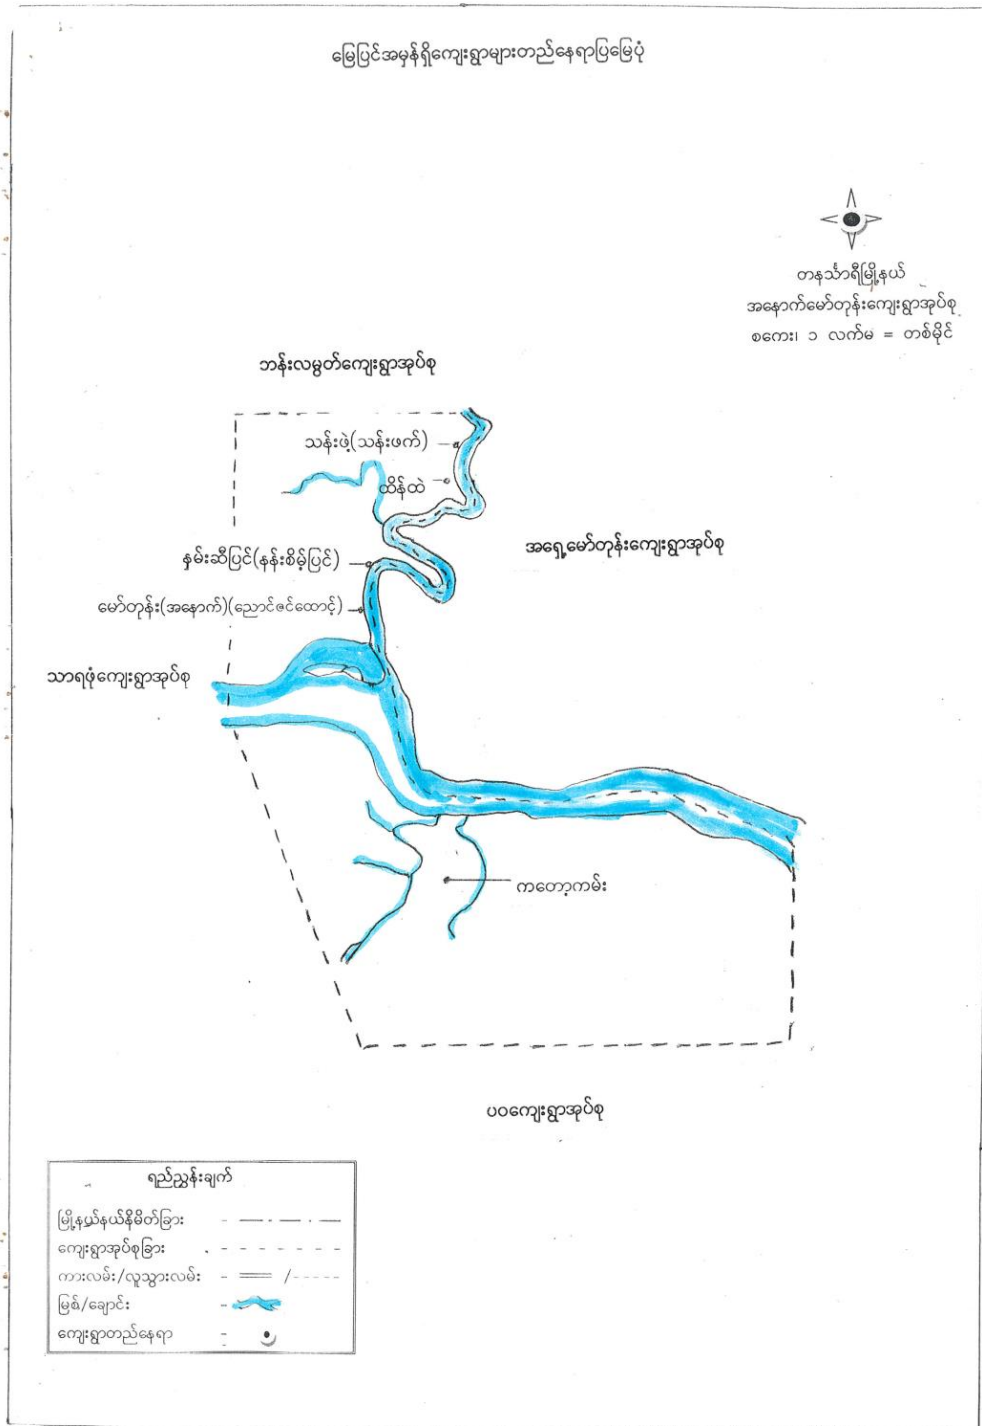 မြေပြင်အမှန်ရှိကျေးရွာများတည်နေရာပြမြေပုံ
တနင်္သာရီမြို့နယ်
အနောက်မော်တုန်းကျေးရွာအုပ်စု
စကေး၊ ၁ လက်မ = တစ်မိုင်
ဘန်းလမွတ်ကျေးရွာအုပ်စု
သန်းဖဲ့(သန်းဖက်)
ထိန်ထဲ
အရှေ့မော်တုန်းကျေးရွာအုပ်စု
နှမ်းဆီပြင်(နန်းစိမ့်ပြင်)
မော်တုန်း(အနောက်)(ညောင်ဇင်ထောင့်)
သာရဖုံကျေးရွာအုပ်စု
ကတော့ကမ်း
ပဝကျေးရွာအုပ်စု
ရည်ညွှန်းချက်
မြို့နယ်နယ်နိမိတ်ခြား
ကျေးရွာအုပ်စုခြား
ကားလမ်း/လူသွားလမ်း
မြစ်/ချောင်း
ကျေးရွာတည်နေရာ